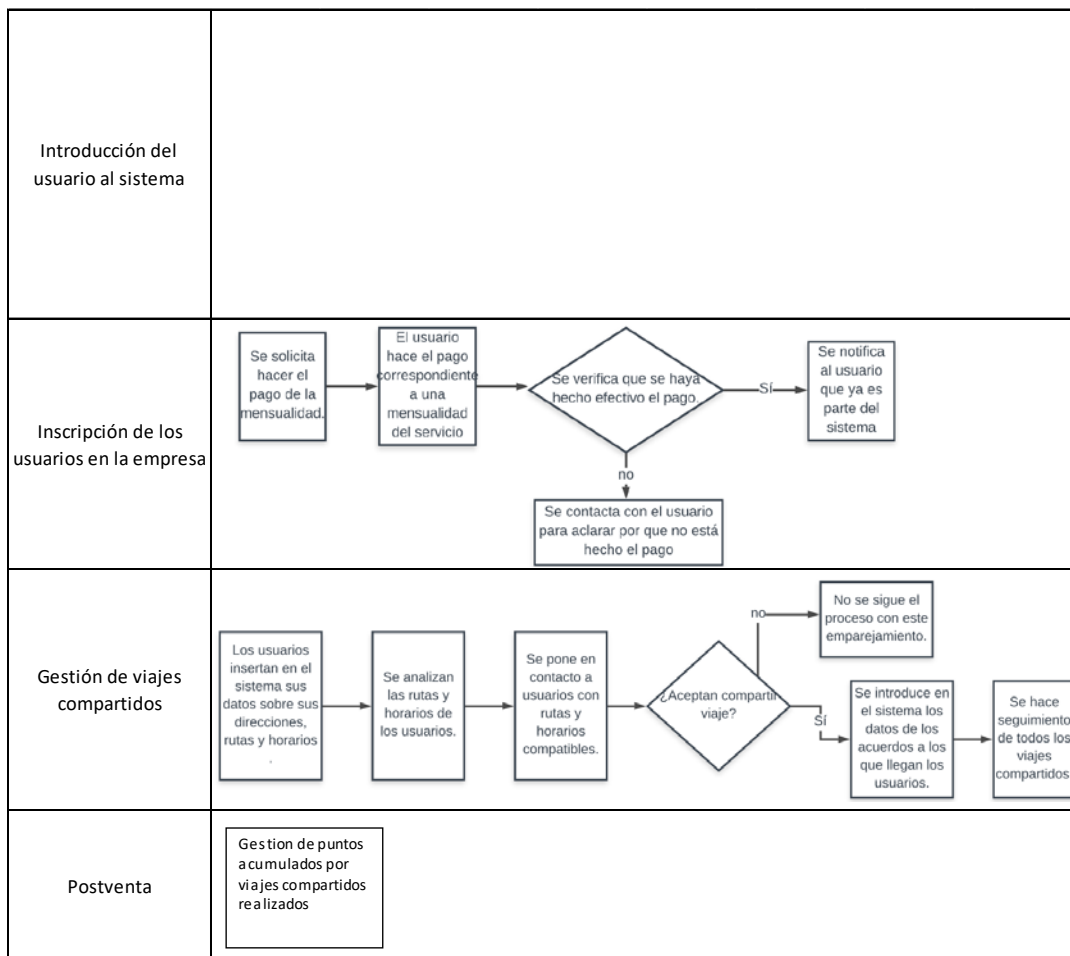 Introducción del
usuario al sistema
Inscripción de los
usuarios en la empresa
Se solicita
hacer el
pago de la
mensualidad.
El usuario
hace el pago
correspondiente
a una
mensualidad
del servicio
Se verifica que se haya
hecho efectivo el pago.
Sí
Se notifica
al usuario
que ya es
parte del
sistema
no
Se contacta con el usuario
para aclarar por que no está
hecho el pago
Gestión de viajes
compartidos
Los usuarios
insertan en el
sistema sus
datos sobre sus
direcciones,
rutas y horarios
.
Se analizan
las rutas y
horarios de
los usuarios.
Se pone en
contacto a
usuarios con
rutas y
horarios
compatibles.
¿Aceptan compartir
viaje?
no
No se sigue el
proceso con este
emparejamiento.
Sí
Se introduce en
el sistema los
datos de los
acuerdos a los
que llegan los
usuarios.
Se hace
seguimiento
de todos los
viajes
compartidos
Postventa
Gestion de puntos
acumulados por
viajes compartidos
realizados